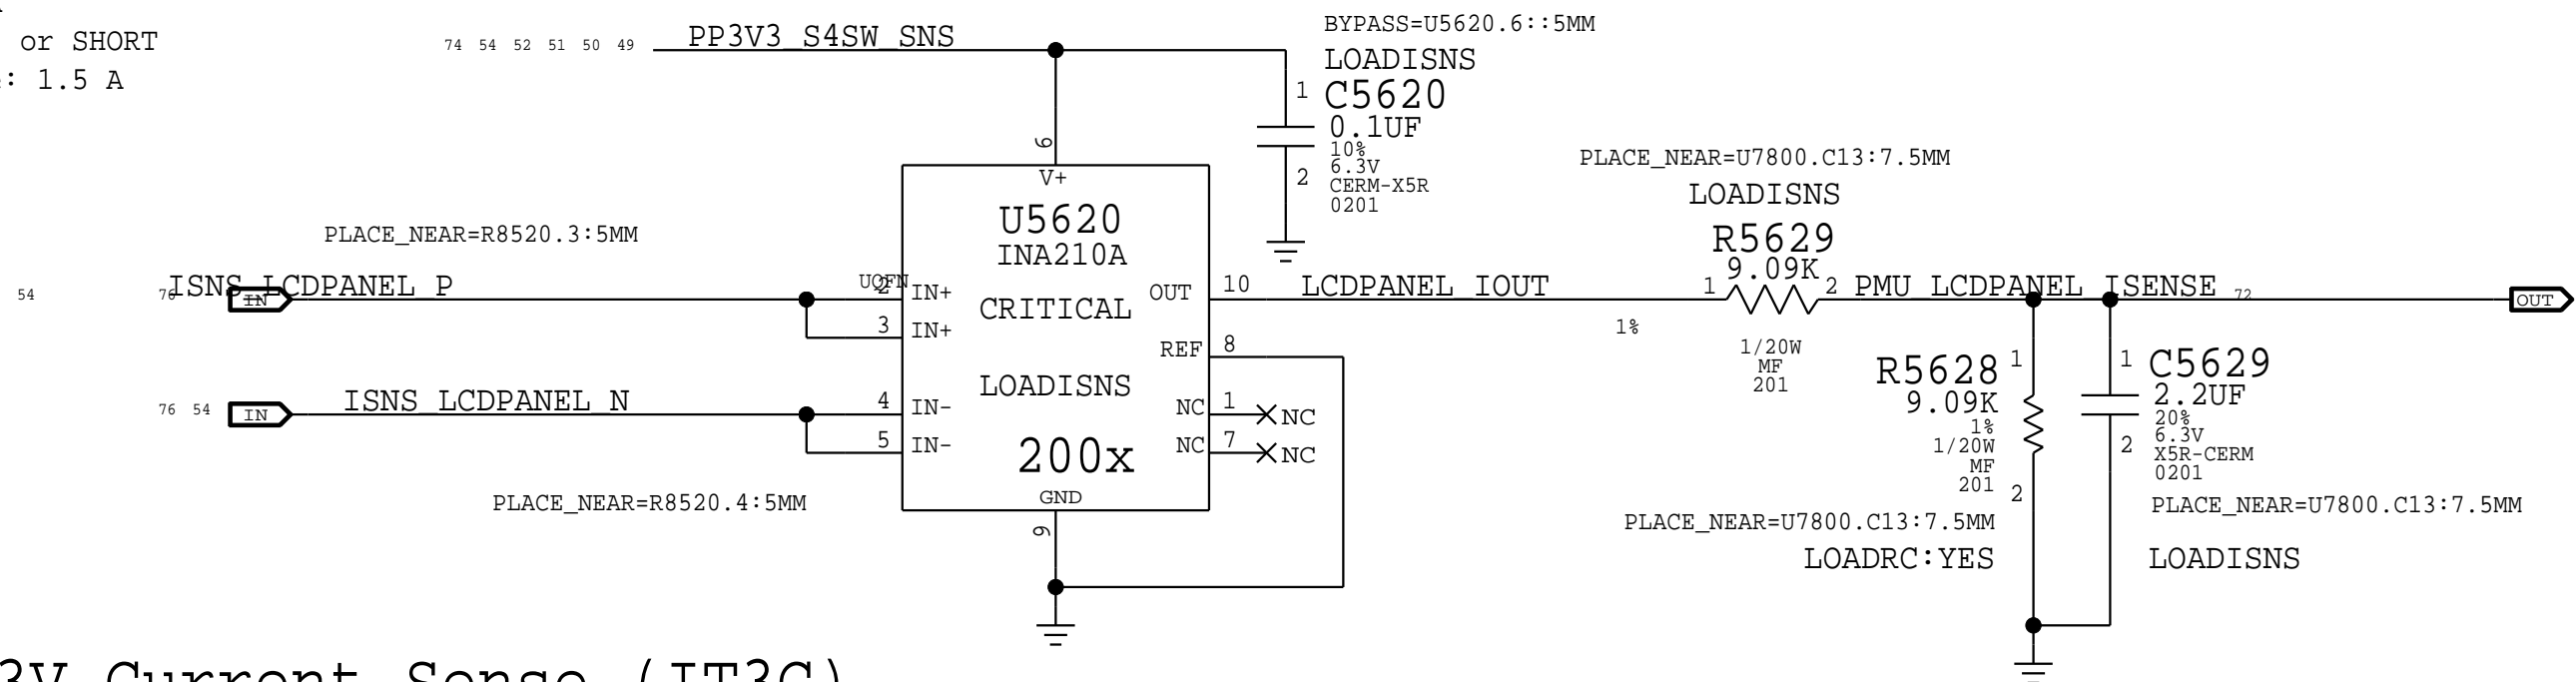 or SHORT
: 1.5 A
74 54 52 51 50 49
PP3V3_S4SW_SNS
BYPASS=U5620.6::5MM
LOADISNS
1
C5620
0.1UF
10%
6.3V
CERM-X5R
0201
2
6
V+
U5620
INA210A
UQFN
CRITICAL
LOADISNS
200x
GND
9
PLACE_NEAR=R8520.3:5MM
54
76
ISNS_LCDPANEL_P
IN
2
IN+
3
IN+
76 54
IN
ISNS_LCDPANEL_N
4
IN-
5
IN-
PLACE_NEAR=R8520.4:5MM
OUT
10
LCDPANEL_IOUT
REF
8
NC
1
NC
NC
7
NC
PLACE_NEAR=U7800.C13:7.5MM
LOADISNS
R5629
9.09K
1
2
1%
1/20W
MF
201
PMU_LCDPANEL_ISENSE
72
OUT
R5628
1
9.09K
1%
1/20W
MF
201
2
PLACE_NEAR=U7800.C13:7.5MM
LOADRC:YES
1
C5629
2.2UF
20%
6.3V
X5R-CERM
0201
2
PLACE_NEAR=U7800.C13:7.5MM
LOADISNS
3V Current Sense (IT3C)